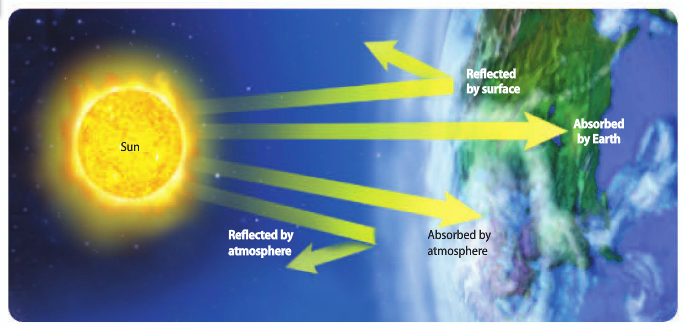 Reflected
by surface
Absorbed
by Earth
Sun
Reflected by
atmosphere
Absorbed by
atmosphere